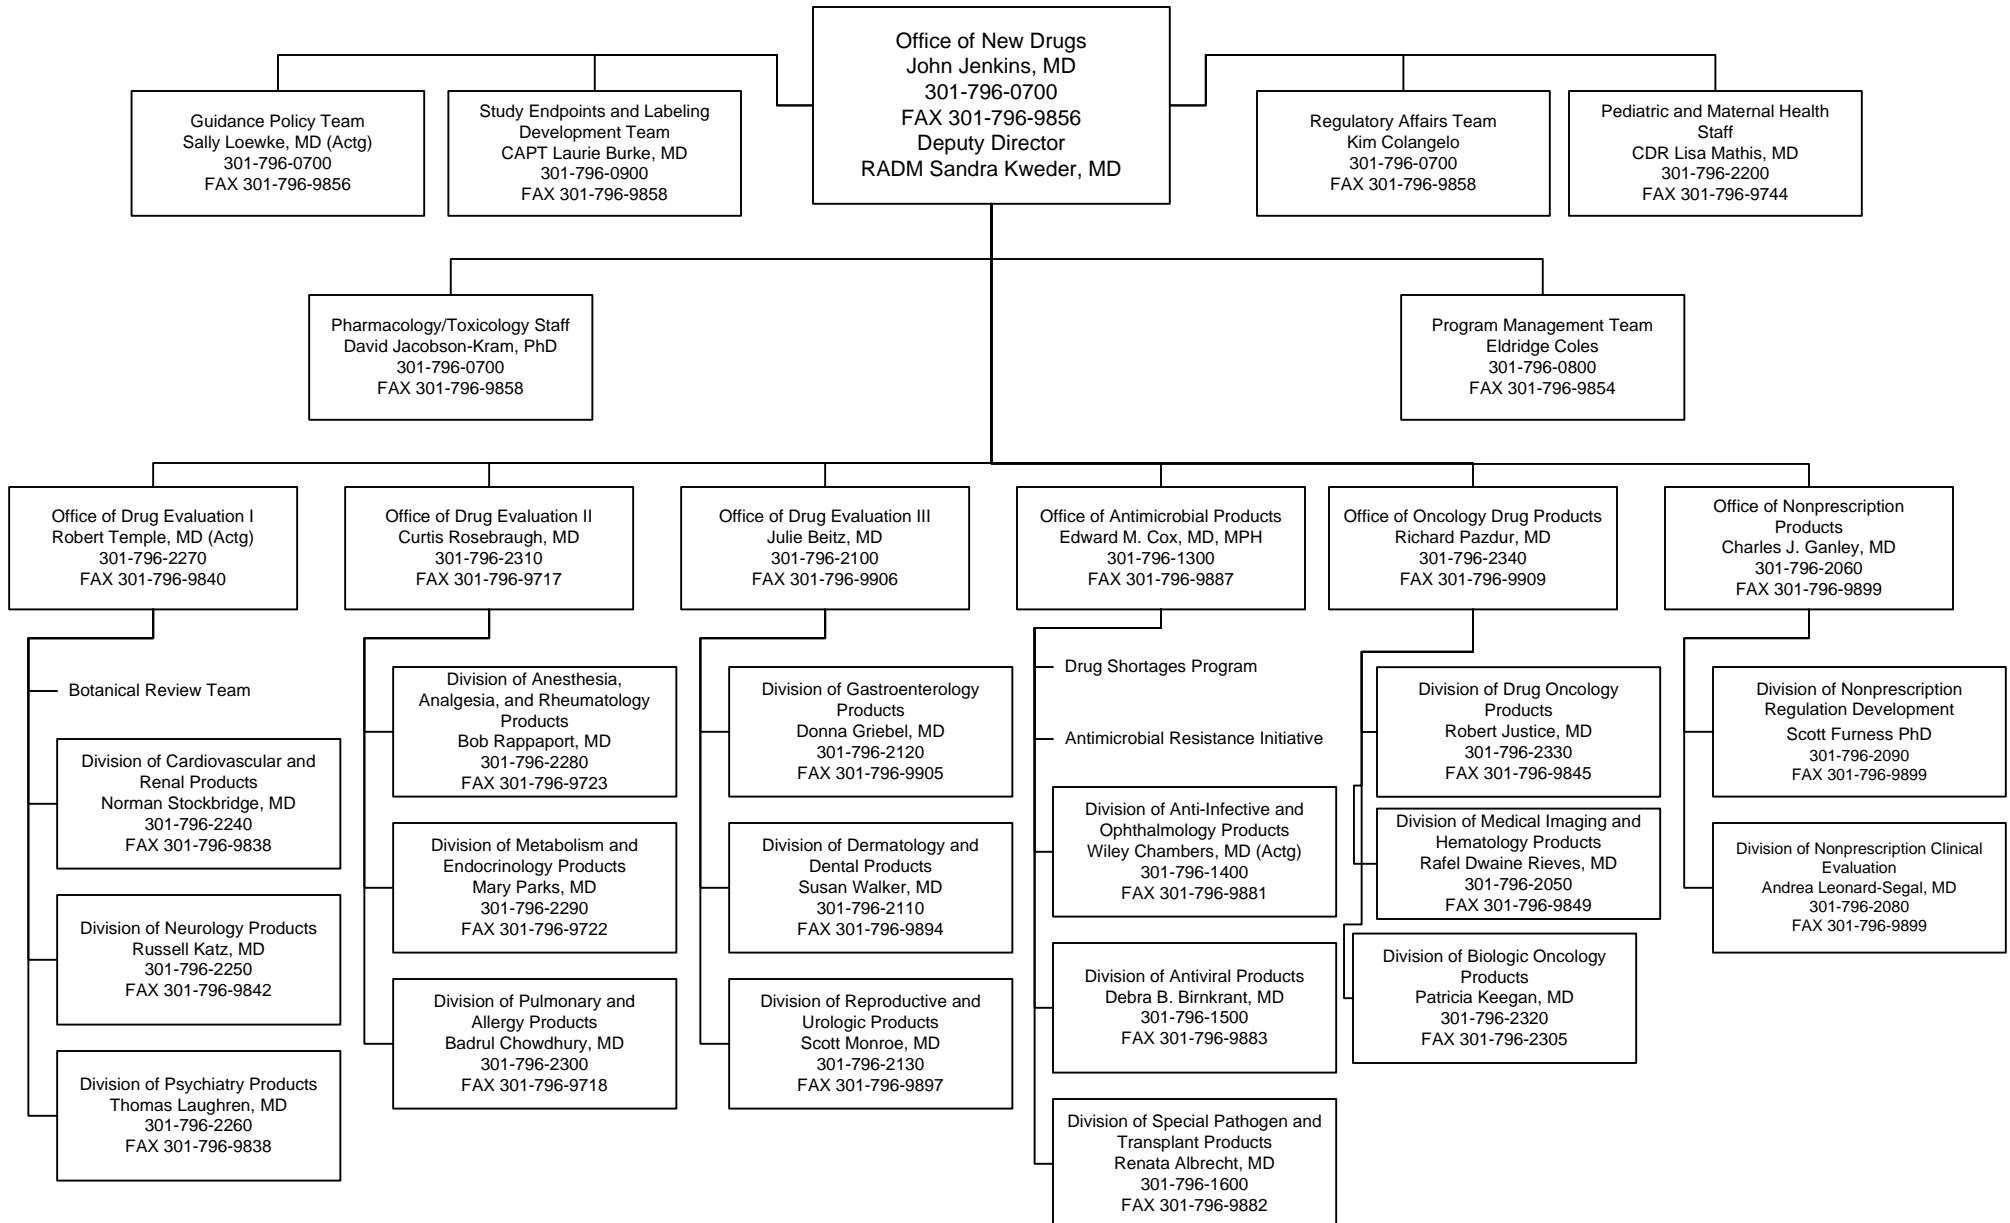 Office of New Drugs
John Jenkins, MD
301-796-0700
FAX 301-796-9856
Deputy Director
RADM Sandra Kweder, MD
Guidance Policy Team
Sally Loewke, MD (Actg)
301-796-0700
FAX 301-796-9856
Study Endpoints and Labeling
Development Team
CAPT Laurie Burke, MD
301-796-0900
FAX 301-796-9858
Regulatory Affairs Team
Kim Colangelo
301-796-0700
FAX 301-796-9858
Pediatric and Maternal Health
Staff
CDR Lisa Mathis, MD
301-796-2200
FAX 301-796-9744
Pharmacology/Toxicology Staff
David Jacobson-Kram, PhD
301-796-0700
FAX 301-796-9858
Program Management Team
Eldridge Coles
301-796-0800
FAX 301-796-9854
Office of Drug Evaluation I
Robert Temple, MD (Actg)
301-796-2270
FAX 301-796-9840
Office of Drug Evaluation II
Curtis Rosebraugh, MD
301-796-2310
FAX 301-796-9717
Office of Drug Evaluation III
Julie Beitz, MD
301-796-2100
FAX 301-796-9906
Office of Antimicrobial Products
Edward M. Cox, MD, MPH
301-796-1300
FAX 301-796-9887
Office of Oncology Drug Products
Richard Pazdur, MD
301-796-2340
FAX 301-796-9909
Office of Nonprescription
Products
Charles J. Ganley, MD
301-796-2060
FAX 301-796-9899
Botanical Review Team
Division of Cardiovascular and
Renal Products
Norman Stockbridge, MD
301-796-2240
FAX 301-796-9838
Division of Neurology Products
Russell Katz, MD
301-796-2250
FAX 301-796-9842
Division of Psychiatry Products
Thomas Laughren, MD
301-796-2260
FAX 301-796-9838
Division of Anesthesia,
Analgesia, and Rheumatology
Products
Bob Rappaport, MD
301-796-2280
FAX 301-796-9723
Division of Metabolism and
Endocrinology Products
Mary Parks, MD
301-796-2290
FAX 301-796-9722
Division of Pulmonary and
Allergy Products
Badrul Chowdhury, MD
301-796-2300
FAX 301-796-9718
Division of Gastroenterology
Products
Donna Griebel, MD
301-796-2120
FAX 301-796-9905
Division of Dermatology and
Dental Products
Susan Walker, MD
301-796-2110
FAX 301-796-9894
Division of Reproductive and
Urologic Products
Scott Monroe, MD
301-796-2130
FAX 301-796-9897
Drug Shortages Program
Antimicrobial Resistance Initiative
Division of Anti-Infective and
Ophthalmology Products
Wiley Chambers, MD (Actg)
301-796-1400
FAX 301-796-9881
Division of Antiviral Products
Debra B. Birnkrant, MD
301-796-1500
FAX 301-796-9883
Division of Special Pathogen and
Transplant Products
Renata Albrecht, MD
301-796-1600
FAX 301-796-9882
Division of Drug Oncology
Products
Robert Justice, MD
301-796-2330
FAX 301-796-9845
Division of Medical Imaging and
Hematology Products
Rafel Dwaine Rieves, MD
301-796-2050
FAX 301-796-9849
Division of Biologic Oncology
Products
Patricia Keegan, MD
301-796-2320
FAX 301-796-2305
Division of Nonprescription
Regulation Development
Scott Furness PhD
301-796-2090
FAX 301-796-9899
Division of Nonprescription Clinical
Evaluation
Andrea Leonard-Segal, MD
301-796-2080
FAX 301-796-9899